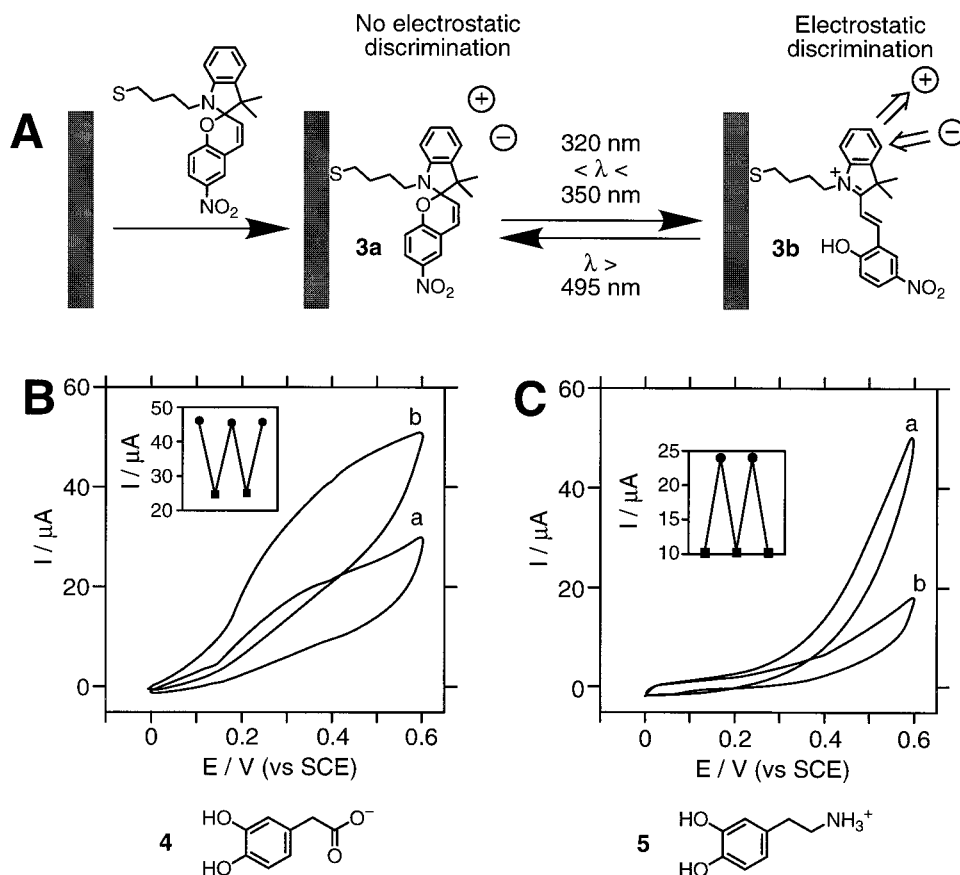 No electrostatic
discrimination
Electrostatic
discrimination
A
S
N
O
NO₂
+
−
S
N
O
NO₂
3a
320 nm
< λ <
350 nm
λ >
495 nm
+
−
S
N
+
HO
NO₂
3b
B
60
40
20
0
I / μA
50
40
30
20
I / μA
b
a
0 0.2 0.4 0.6
E / V (vs SCE)
C
60
40
20
0
I / μA
25
20
15
10
I / μA
a
b
0 0.2 0.4 0.6
E / V (vs SCE)
4
HO
HO
O⁻
O
5
HO
HO
NH₃⁺